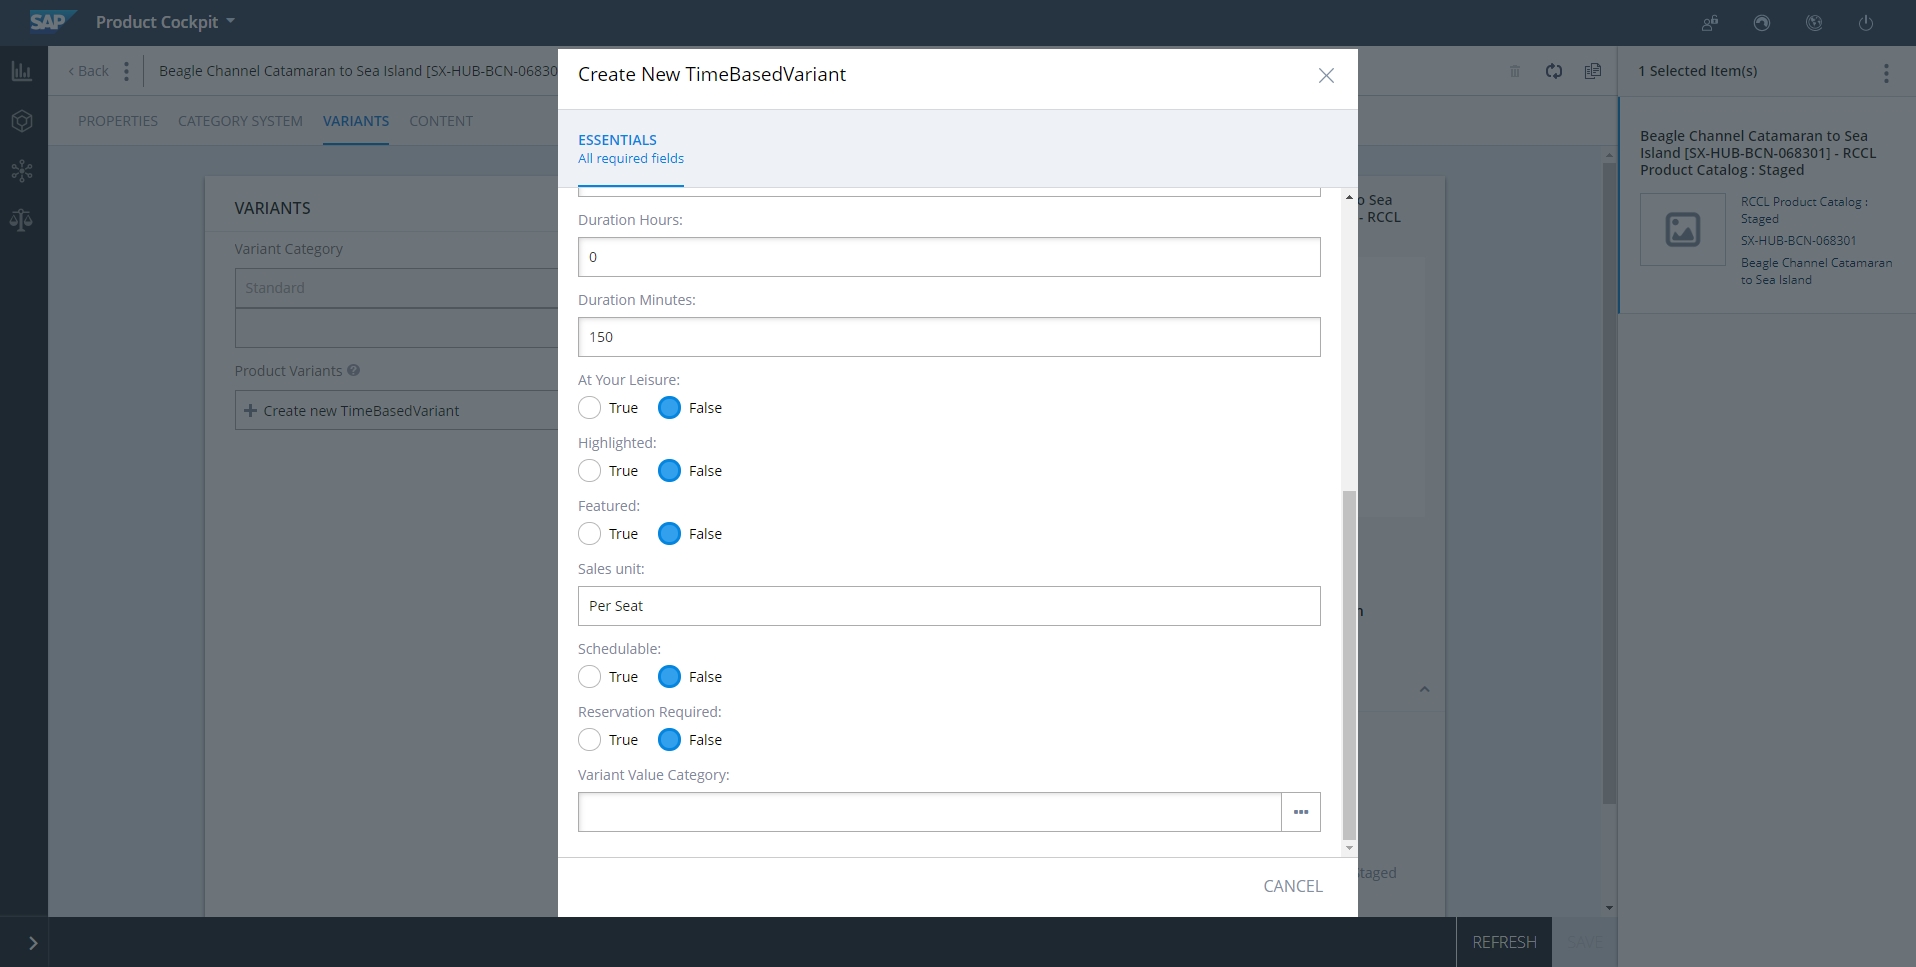 SAP Product Cockpit
Back
Beagle Channel Catamaran to Sea Island [SX-HUB-BCN-06830
PROPERTIES CATEGORY SYSTEM VARIANTS CONTENT
VARIANTS
Variant Category
Standard
Product Variants
Create new TimeBasedVariant
Create New TimeBasedVariant
ESSENTIALS
All required fields
Duration Hours:
0
Duration Minutes:
150
At Your Leisure:
True False
Highlighted:
True False
Featured:
True False
Sales unit:
Per Seat
Schedulable:
True False
Reservation Required:
True False
Variant Value Category:
CANCEL
o Sea
- RCCL
n
taged
1 Selected Item(s)
Beagle Channel Catamaran to Sea
Island [SX-HUB-BCN-068301] - RCCL
Product Catalog : Staged
RCCL Product Catalog :
Staged
SX-HUB-BCN-068301
Beagle Channel Catamaran
to Sea Island
REFRESH SAVE